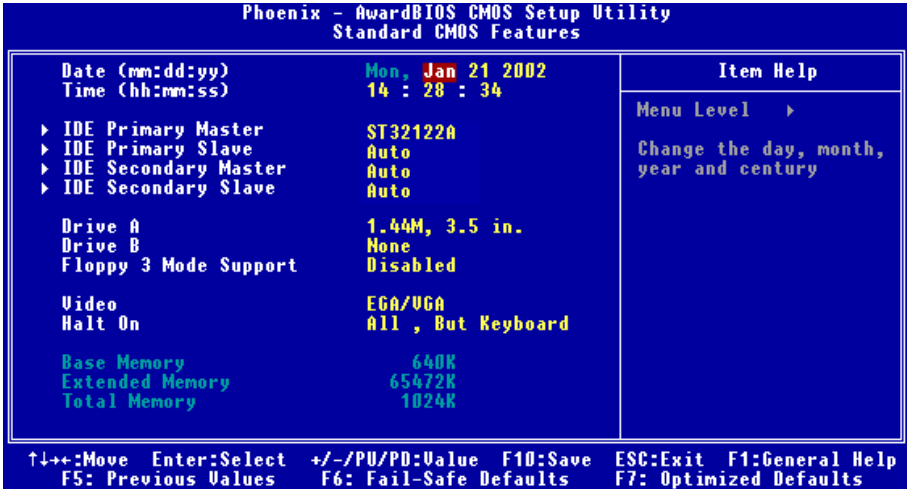 Phoenix - AwardBIOS CMOS Setup Utility
Standard CMOS Features
Date (mm:dd:yy) Mon, Jan 21 2002
Time (hh:mm:ss) 14 : 28 : 34
IDE Primary Master ST32122A
IDE Primary Slave Auto
IDE Secondary Master Auto
IDE Secondary Slave Auto
Drive A 1.44M, 3.5 in.
Drive B None
Floppy 3 Mode Support Disabled
Video EGA/VGA
Halt On All , But Keyboard
Base Memory 640K
Extended Memory 65472K
Total Memory 1024K
Item Help
Menu Level
Change the day, month,
year and century
↑↓→←:Move Enter:Select +/-/PU/PD:Value F10:Save ESC:Exit F1:General Help
F5: Previous Values F6: Fail-Safe Defaults F7: Optimized Defaults